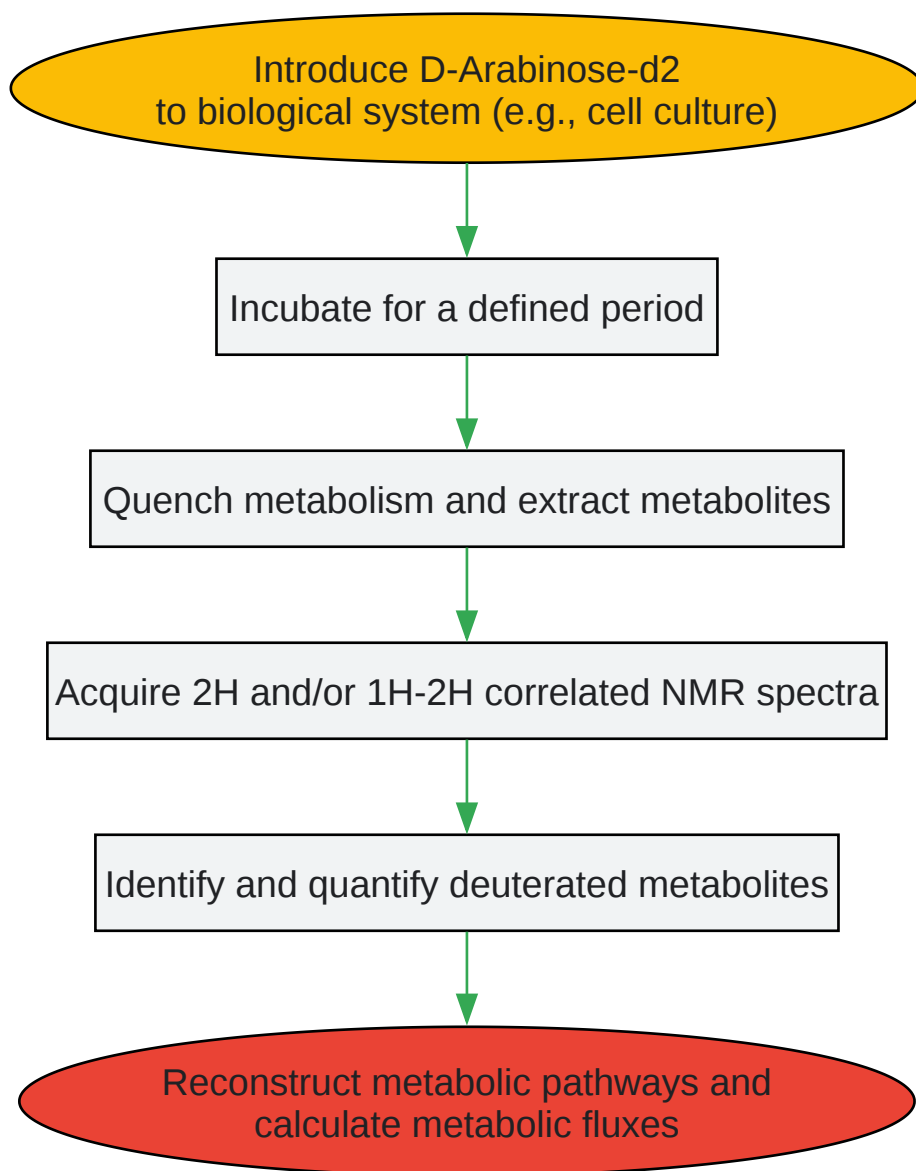 Introduce D-Arabinose-d2
to biological system (e.g., cell culture)
Incubate for a defined period
Quench metabolism and extract metabolites
Acquire 2H and/or 1H-2H correlated NMR spectra
Identify and quantify deuterated metabolites
Reconstruct metabolic pathways and
calculate metabolic fluxes